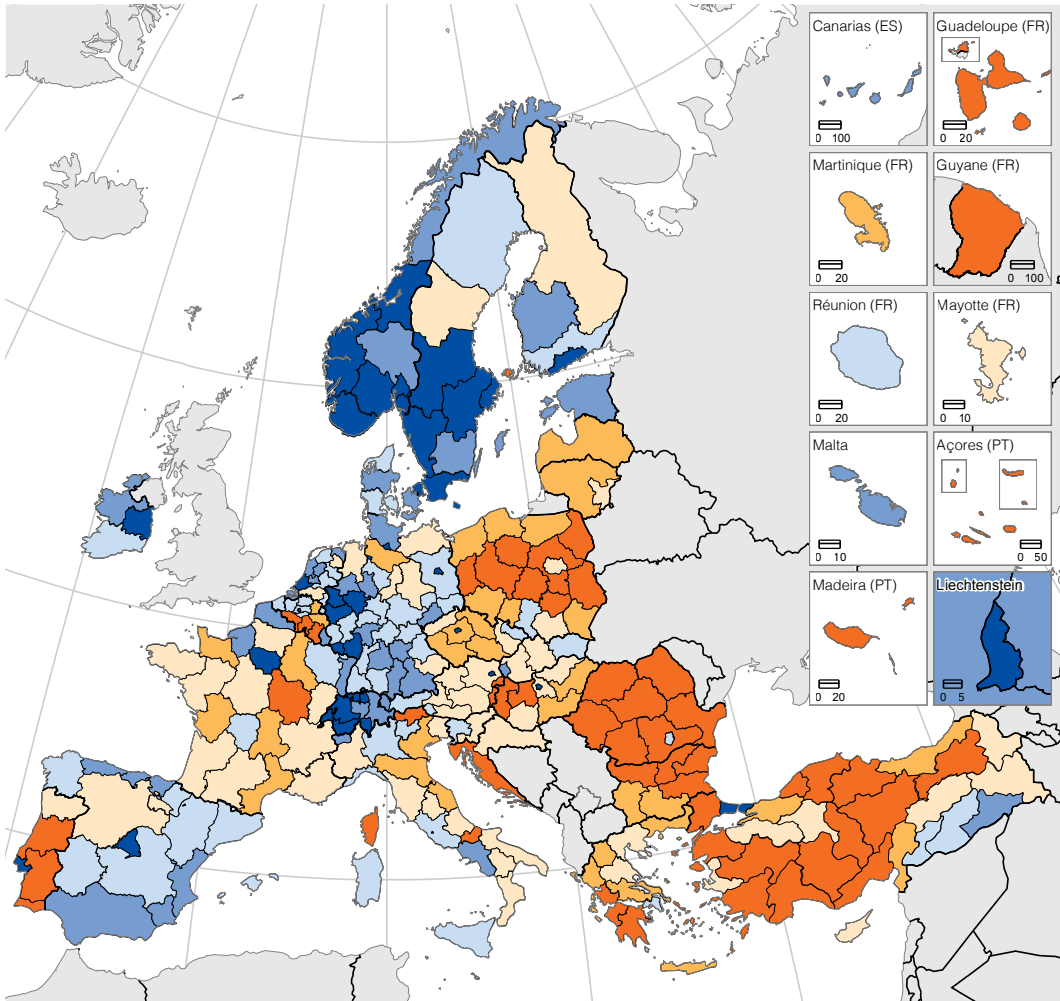 Canarias (ES)
0 100
Guadeloupe (FR)
0 20
Martinique (FR)
0 20
Guyane (FR)
0 100
Réunion (FR)
0 20
Mayotte (FR)
0 10
Malta
0 10
Açores (PT)
0 50
Madeira (PT)
0 20
Liechtenstein
0 5